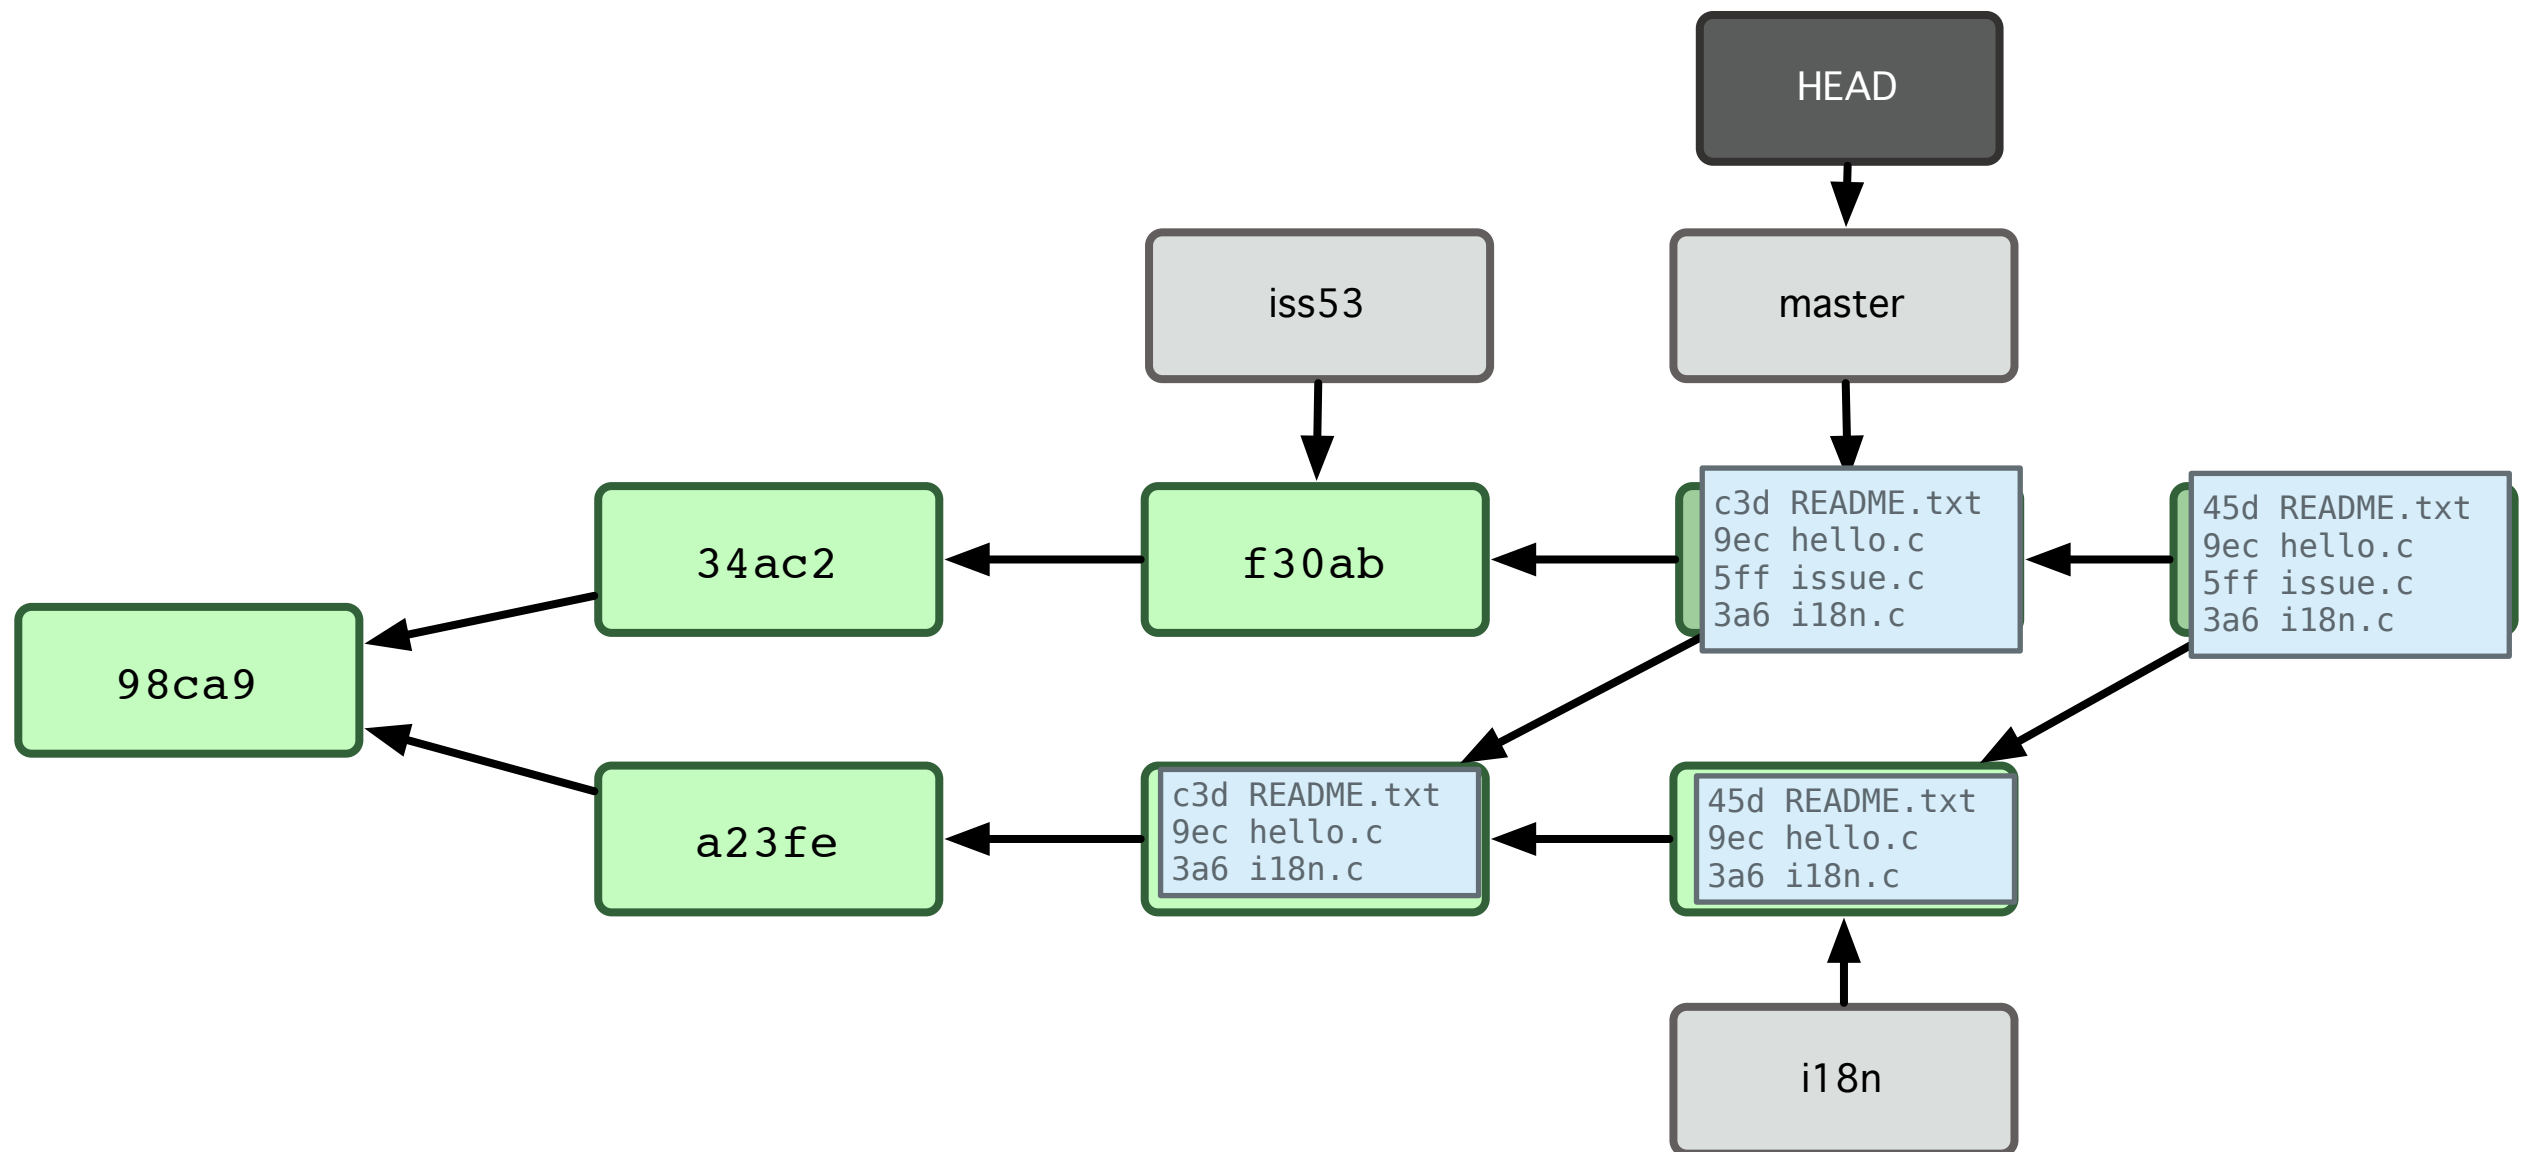 HEAD
iss53
master
34ac2
f30ab
c3d README.txt
9ec hello.c
5ff issue.c
3a6 i18n.c
45d README.txt
9ec hello.c
5ff issue.c
3a6 i18n.c
98ca9
a23fe
c3d README.txt
9ec hello.c
3a6 i18n.c
45d README.txt
9ec hello.c
3a6 i18n.c
i18n